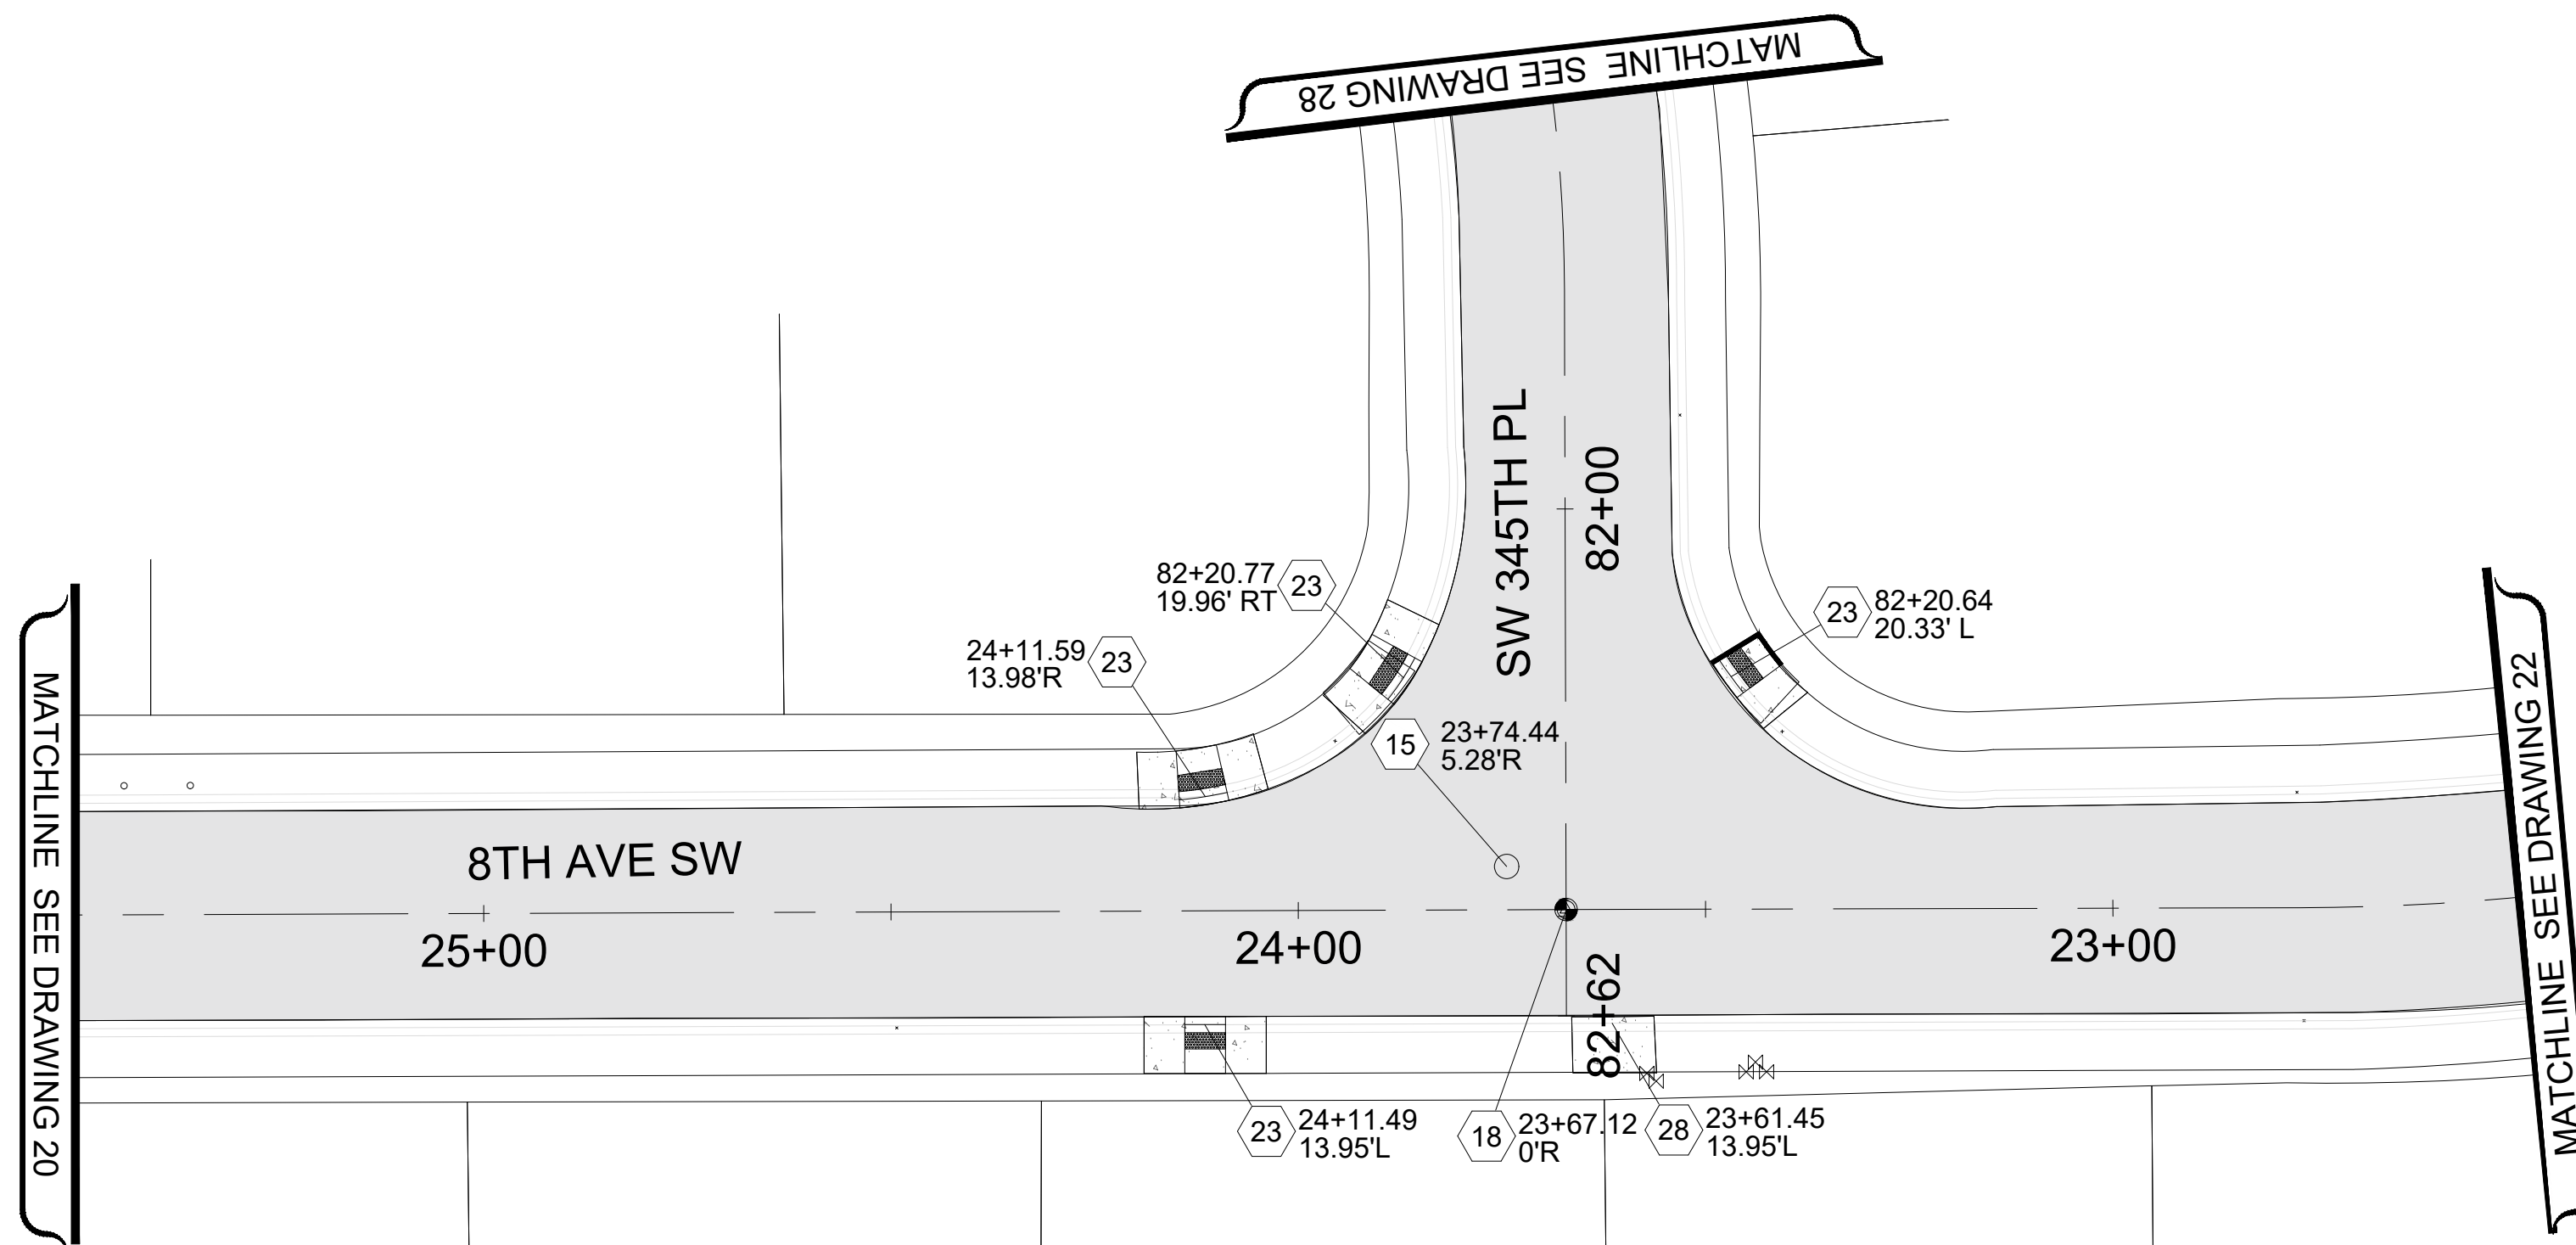 MATCHLINE  SEE DRAWING 28
SW 345TH PL
82+00
82+20.77
19.96' RT
23
23
82+20.64
20.33' L
24+11.59
13.98'R
23
15
23+74.44
5.28'R
MATCHLINE  SEE DRAWING 20
MATCHLINE  SEE DRAWING 22
8TH AVE SW
25+00
24+00
23+00
82+62
23
24+11.49
13.95'L
18
23+67.12
0'R
28
23+61.45
13.95'L